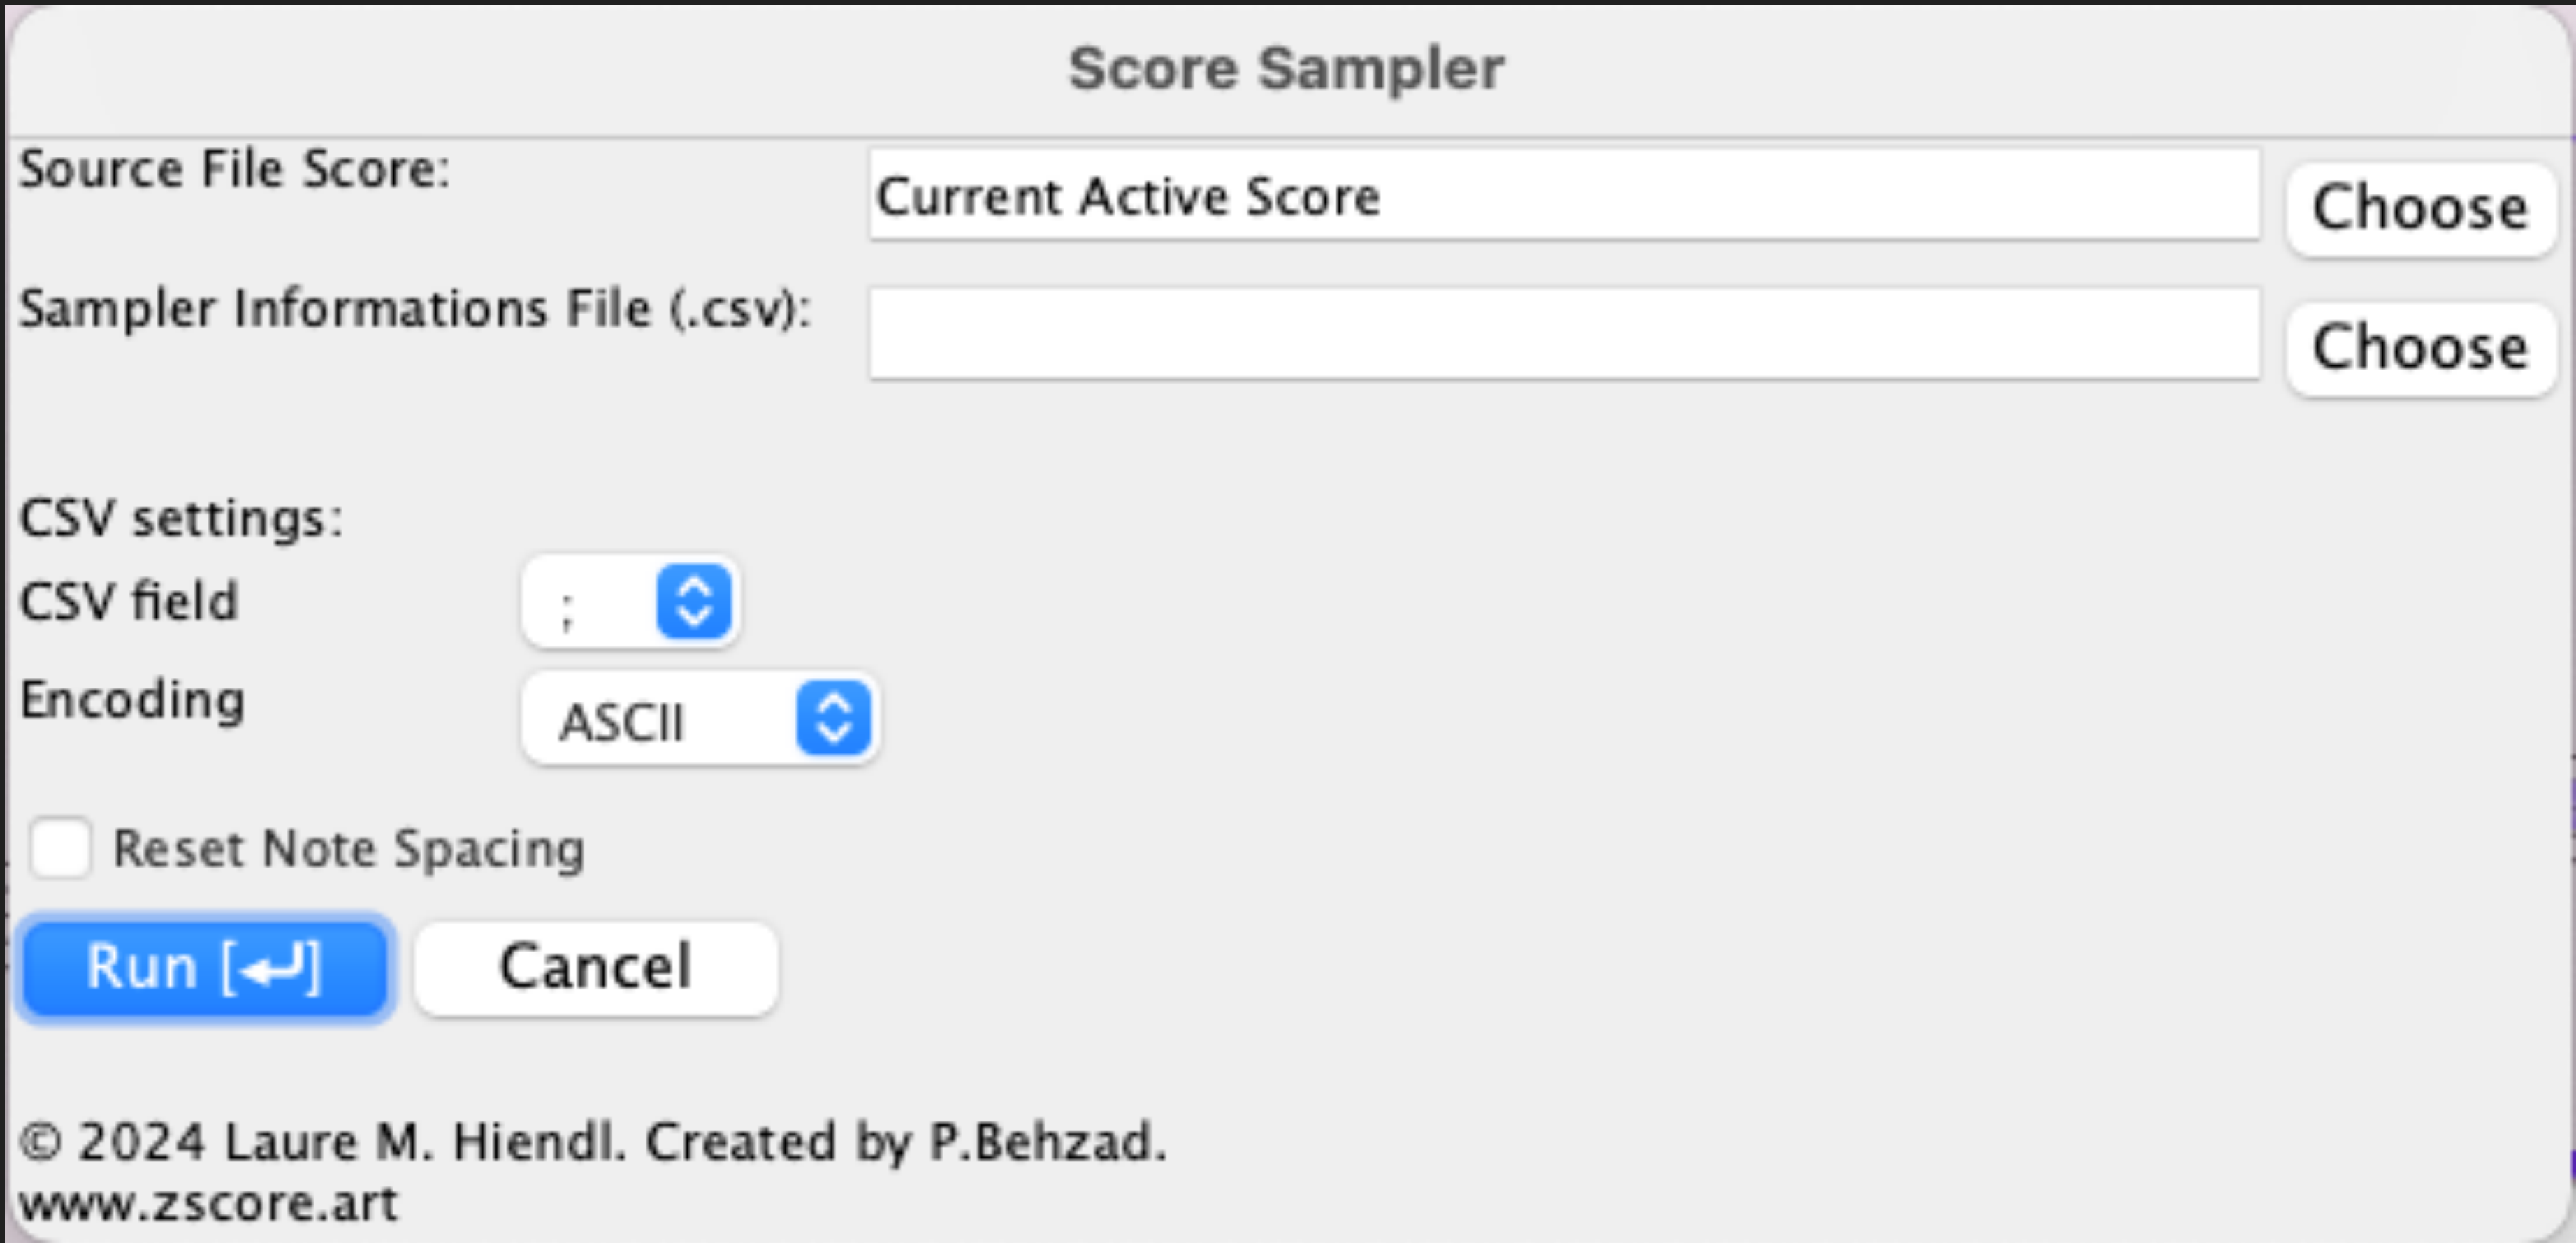 Score Sampler
Source File Score:
Current Active Score
Choose
Sampler Informations File (.csv):
Choose
CSV settings:
CSV field
;
Encoding
ASCII
Reset Note Spacing
Run [↵]
Cancel
© 2024 Laure M. Hiendl. Created by P.Behzad.
www.zscore.art